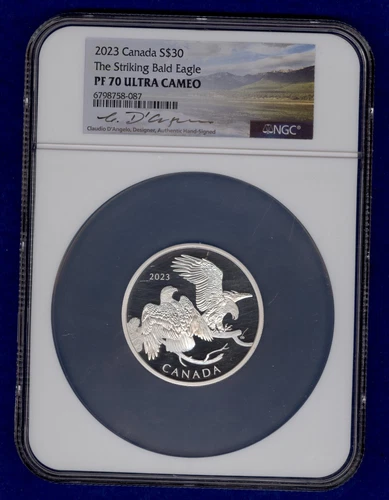 2023 Canada S$30
The Striking Bald Eagle
PF 70 ULTRA CAMEO
6798758-087
C. D'Angelo
Claudio D'Angelo, Designer, Authentic Hand-Signed
NGC
2023
CANADA